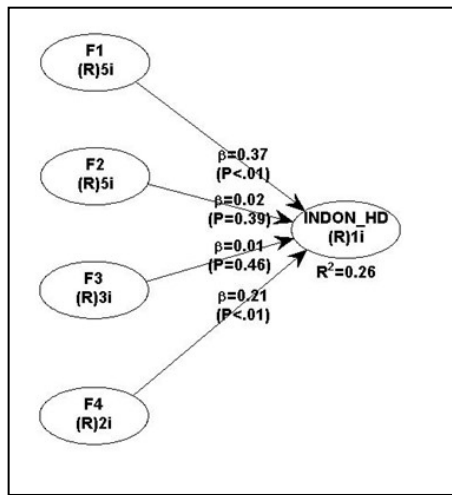 F1
(R)5i
β=0.37
(P<.01)
F2
(R)5i
β=0.02
(P=0.39)
INDON_HD
(R)1i
R²=0.26
F3
(R)3i
β=0.01
(P=0.46)
β=0.21
(P<.01)
F4
(R)2i